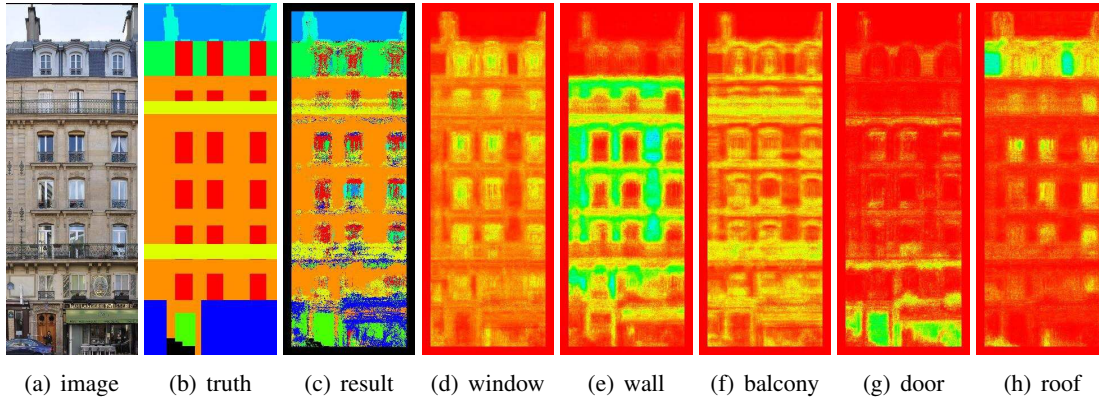 (a) image
(b) truth
(c) result
(d) window
(e) wall
(f) balcony
(g) door
(h) roof